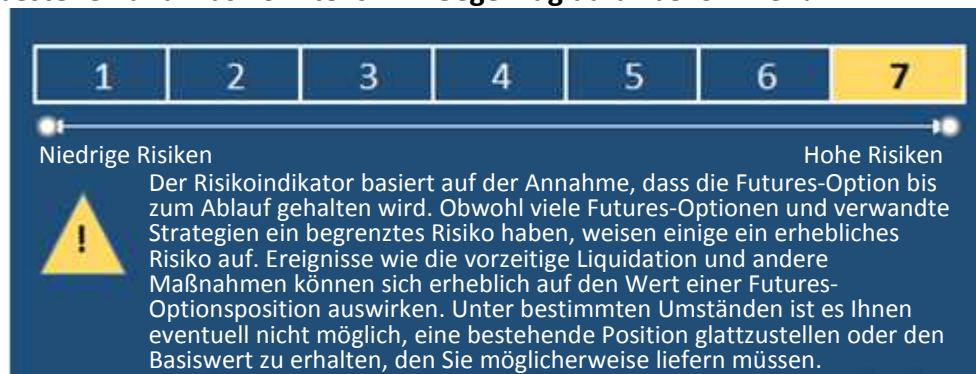 1 2 3 4 5 6 7
Niedrige Risiken Hohe Risiken
Der Risikoindikator basiert auf der Annahme, dass die Futures-Option bis
zum Ablauf gehalten wird. Obwohl viele Futures-Optionen und verwandte
Strategien ein begrenztes Risiko haben, weisen einige ein erhebliches
Risiko auf. Ereignisse wie die vorzeitige Liquidation und andere
Maßnahmen können sich erheblich auf den Wert einer Futures-
Optionsposition auswirken. Unter bestimmten Umständen ist es Ihnen
eventuell nicht möglich, eine bestehende Position glattzustellen oder den
Basiswert zu erhalten, den Sie möglicherweise liefern müssen.